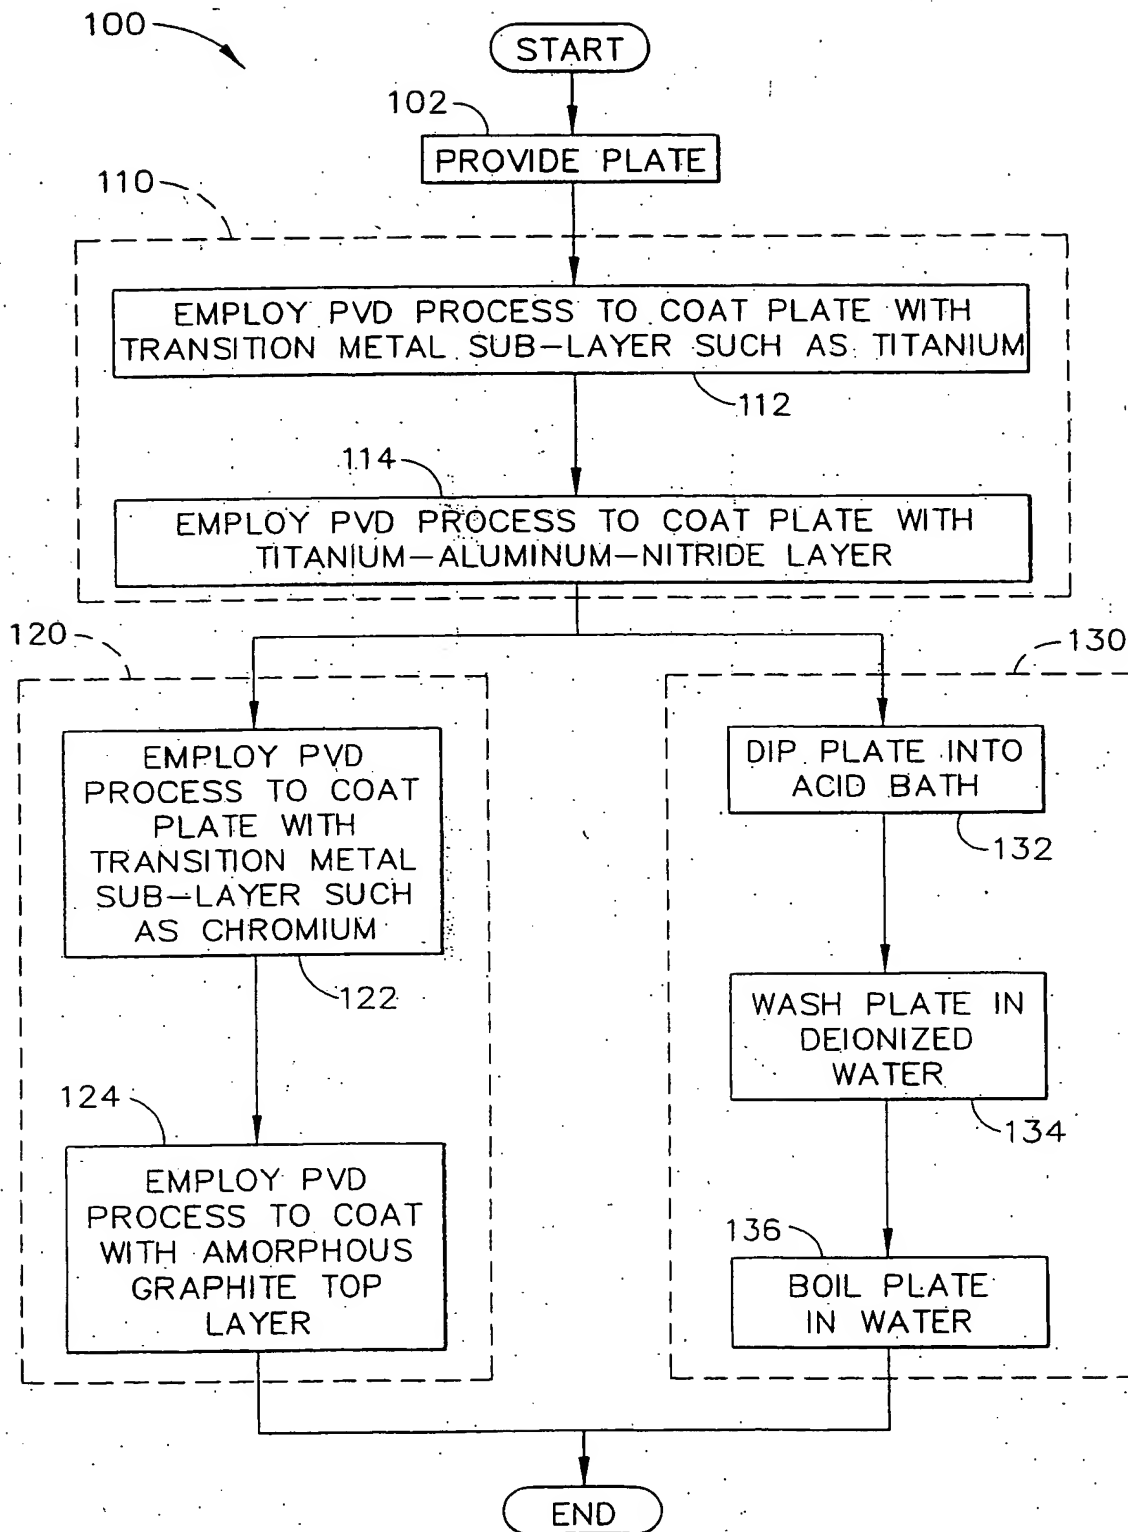 100
START
102
PROVIDE PLATE
110
EMPLOY PVD PROCESS TO COAT PLATE WITH
TRANSITION METAL SUB-LAYER SUCH AS TITANIUM
112
114
EMPLOY PVD PROCESS TO COAT PLATE WITH
TITANIUM-ALUMINUM-NITRIDE LAYER
120
EMPLOY PVD
PROCESS TO COAT
PLATE WITH
TRANSITION METAL
SUB-LAYER SUCH
AS CHROMIUM
122
124
EMPLOY PVD
PROCESS TO COAT
WITH AMORPHOUS
GRAPHITE TOP
LAYER
130
DIP PLATE INTO
ACID BATH
132
WASH PLATE IN
DEIONIZED
WATER
134
136
BOIL PLATE
IN WATER
END